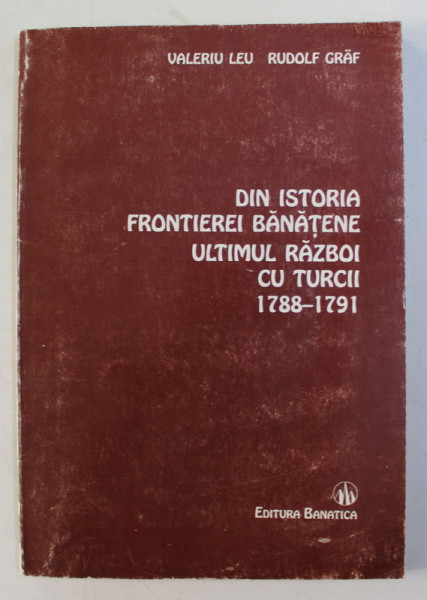 VALERIU LEU RUDOLF GRÄF
DIN ISTORIA
FRONTIEREI BĂNĂȚENE
ULTIMUL RĂZBOI
CU TURCII
1788–1791
EDITURA BANATICA